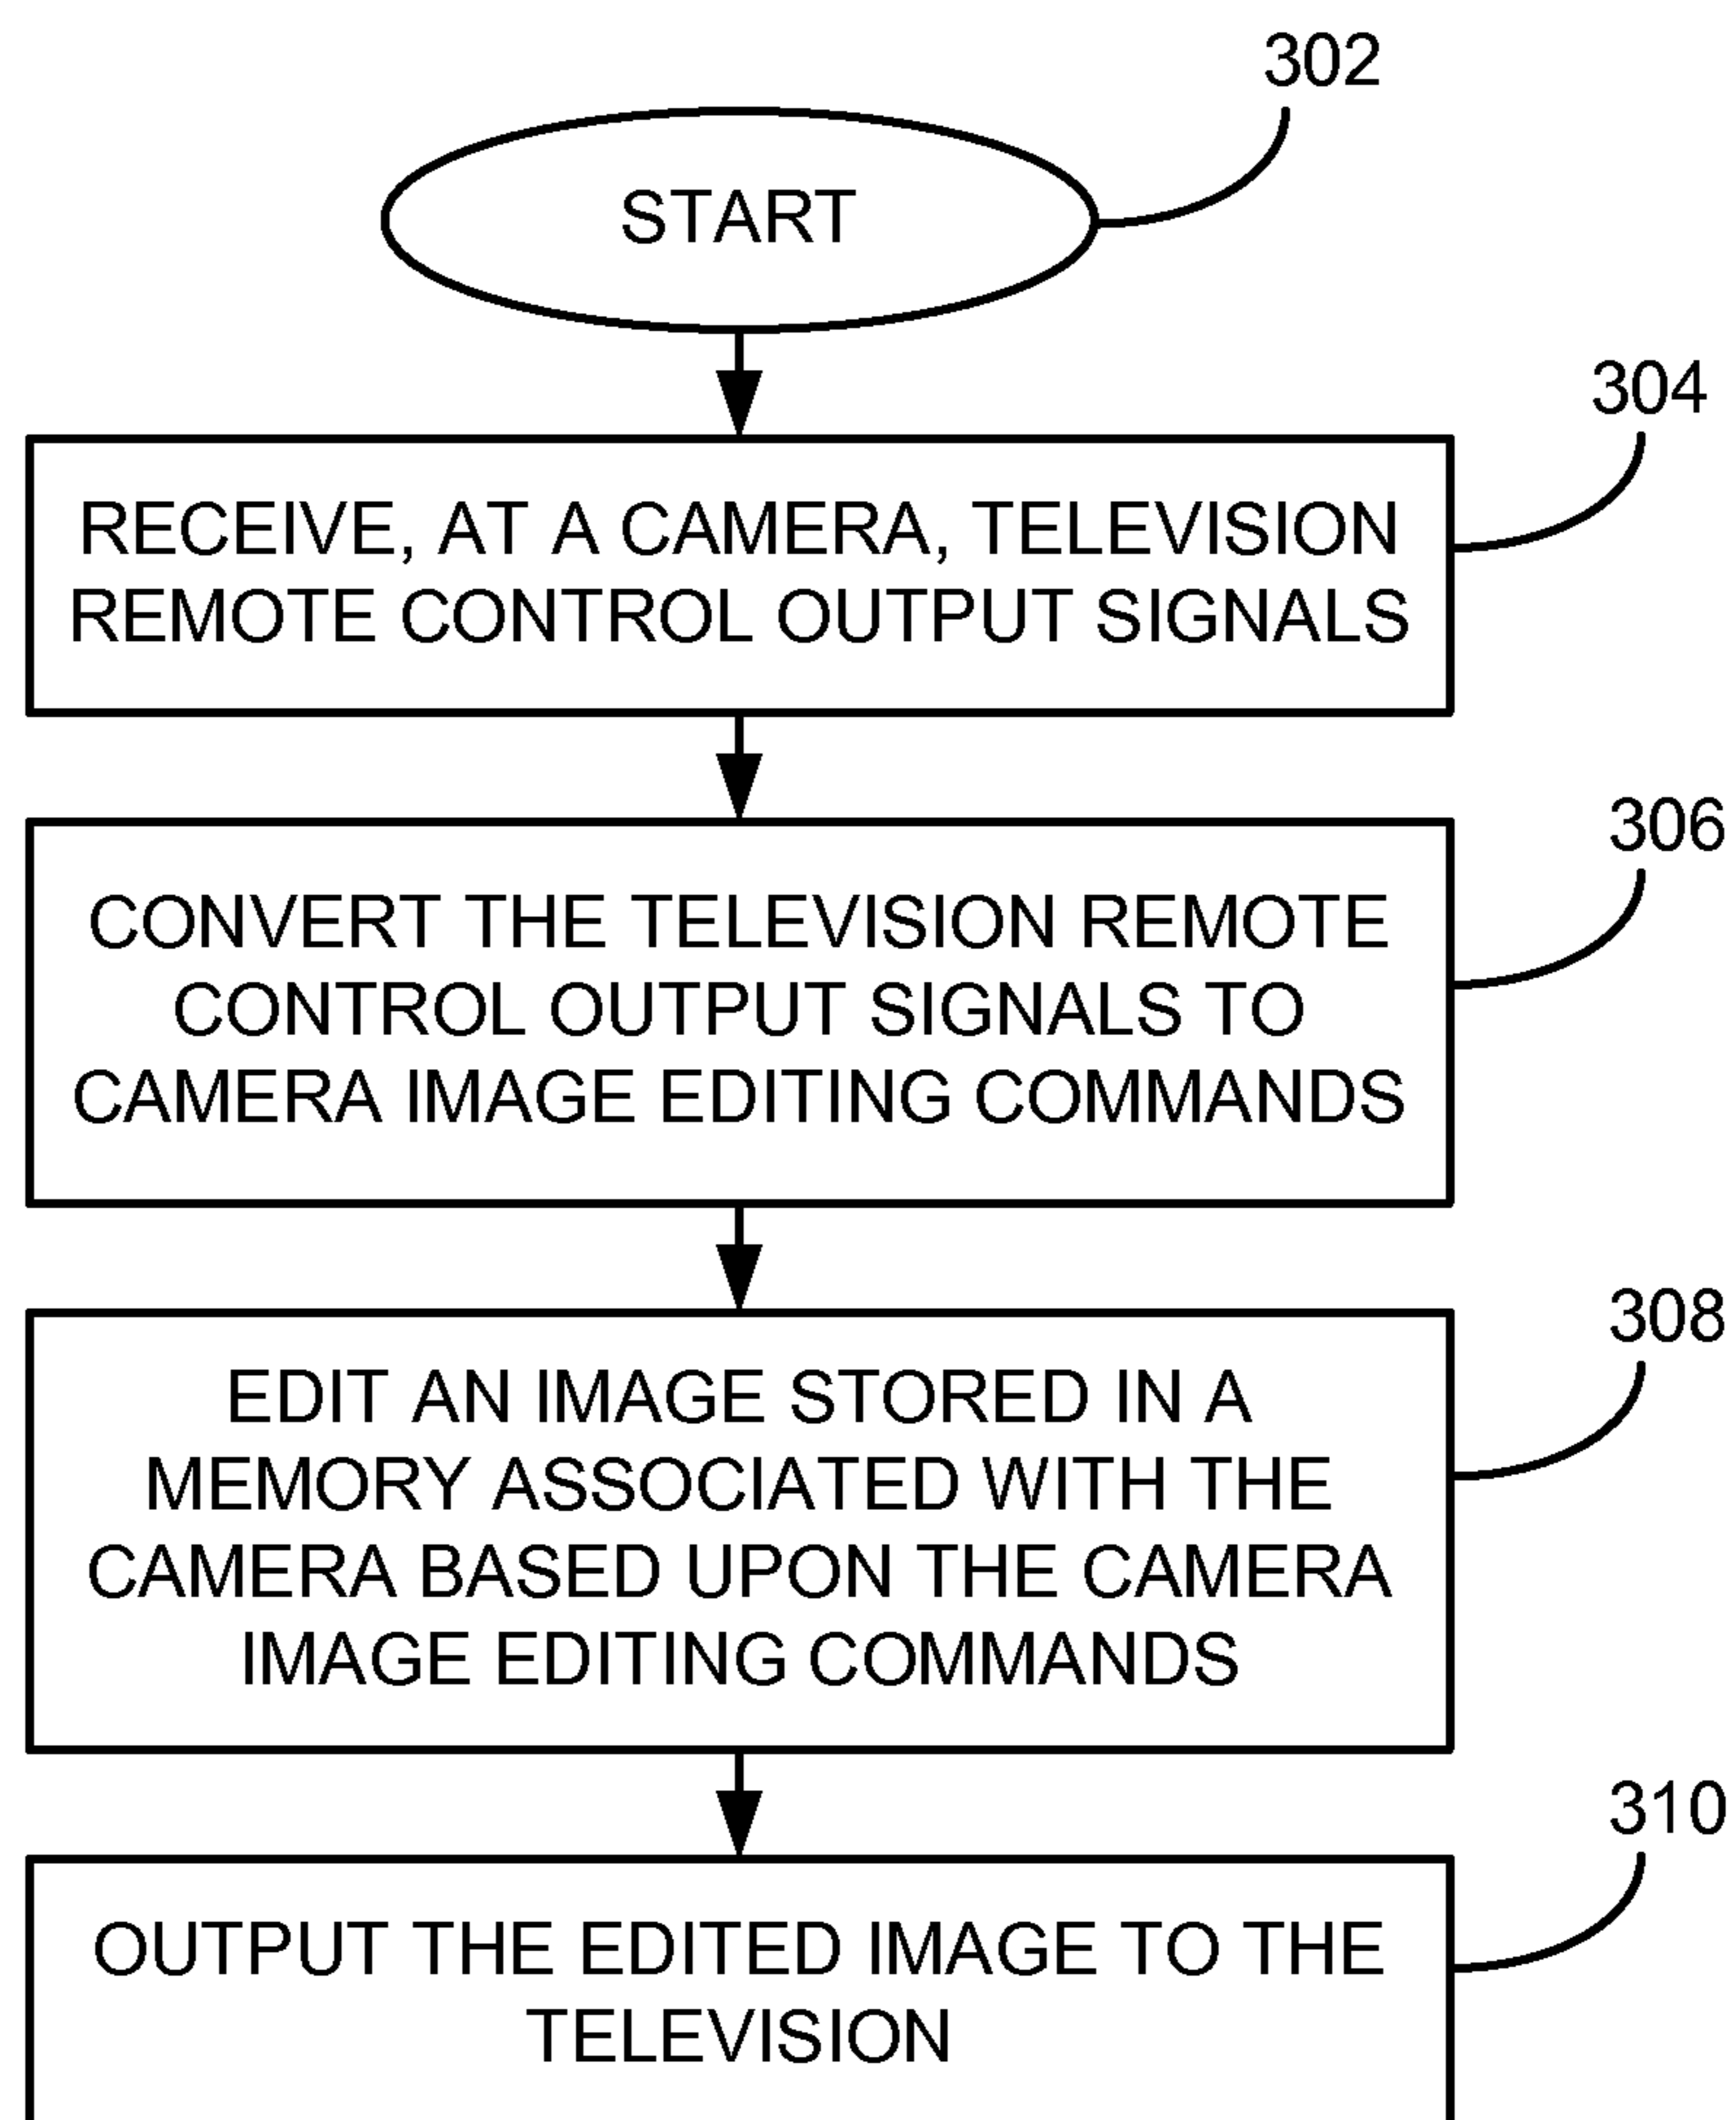 302
START
304
RECEIVE, AT A CAMERA, TELEVISION
REMOTE CONTROL OUTPUT SIGNALS
306
CONVERT THE TELEVISION REMOTE
CONTROL OUTPUT SIGNALS TO
CAMERA IMAGE EDITING COMMANDS
308
EDIT AN IMAGE STORED IN A
MEMORY ASSOCIATED WITH THE
CAMERA BASED UPON THE CAMERA
IMAGE EDITING COMMANDS
310
OUTPUT THE EDITED IMAGE TO THE
TELEVISION